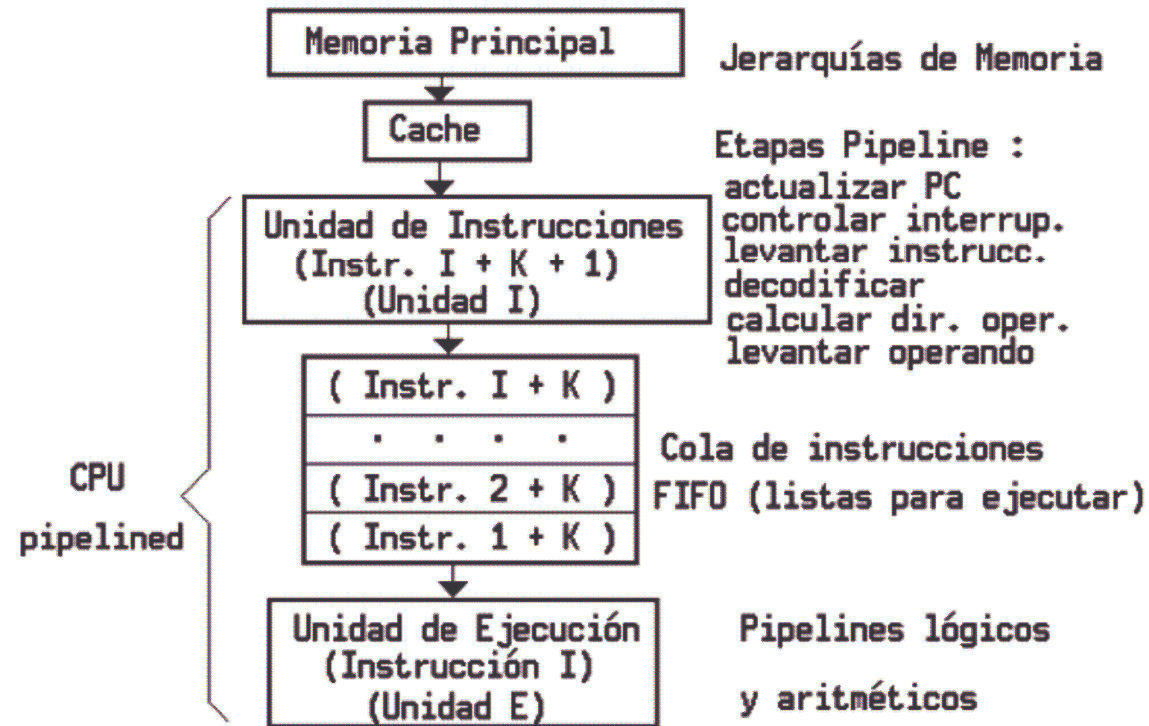 Memoria Principal
Jerarquías de Memoria
Cache
Etapas Pipeline :
actualizar PC
controlar interrup.
levantar instrucc.
decodificar
calcular dir. oper.
levantar operando
Unidad de Instrucciones
(Instr. I + K + 1)
(Unidad I)
( Instr. I + K )
. . . .
( Instr. 2 + K )
( Instr. 1 + K )
Cola de instrucciones
FIFO (listas para ejecutar)
CPU
pipelined
Unidad de Ejecución
(Instrucción I)
(Unidad E)
Pipelines lógicos
y aritméticos